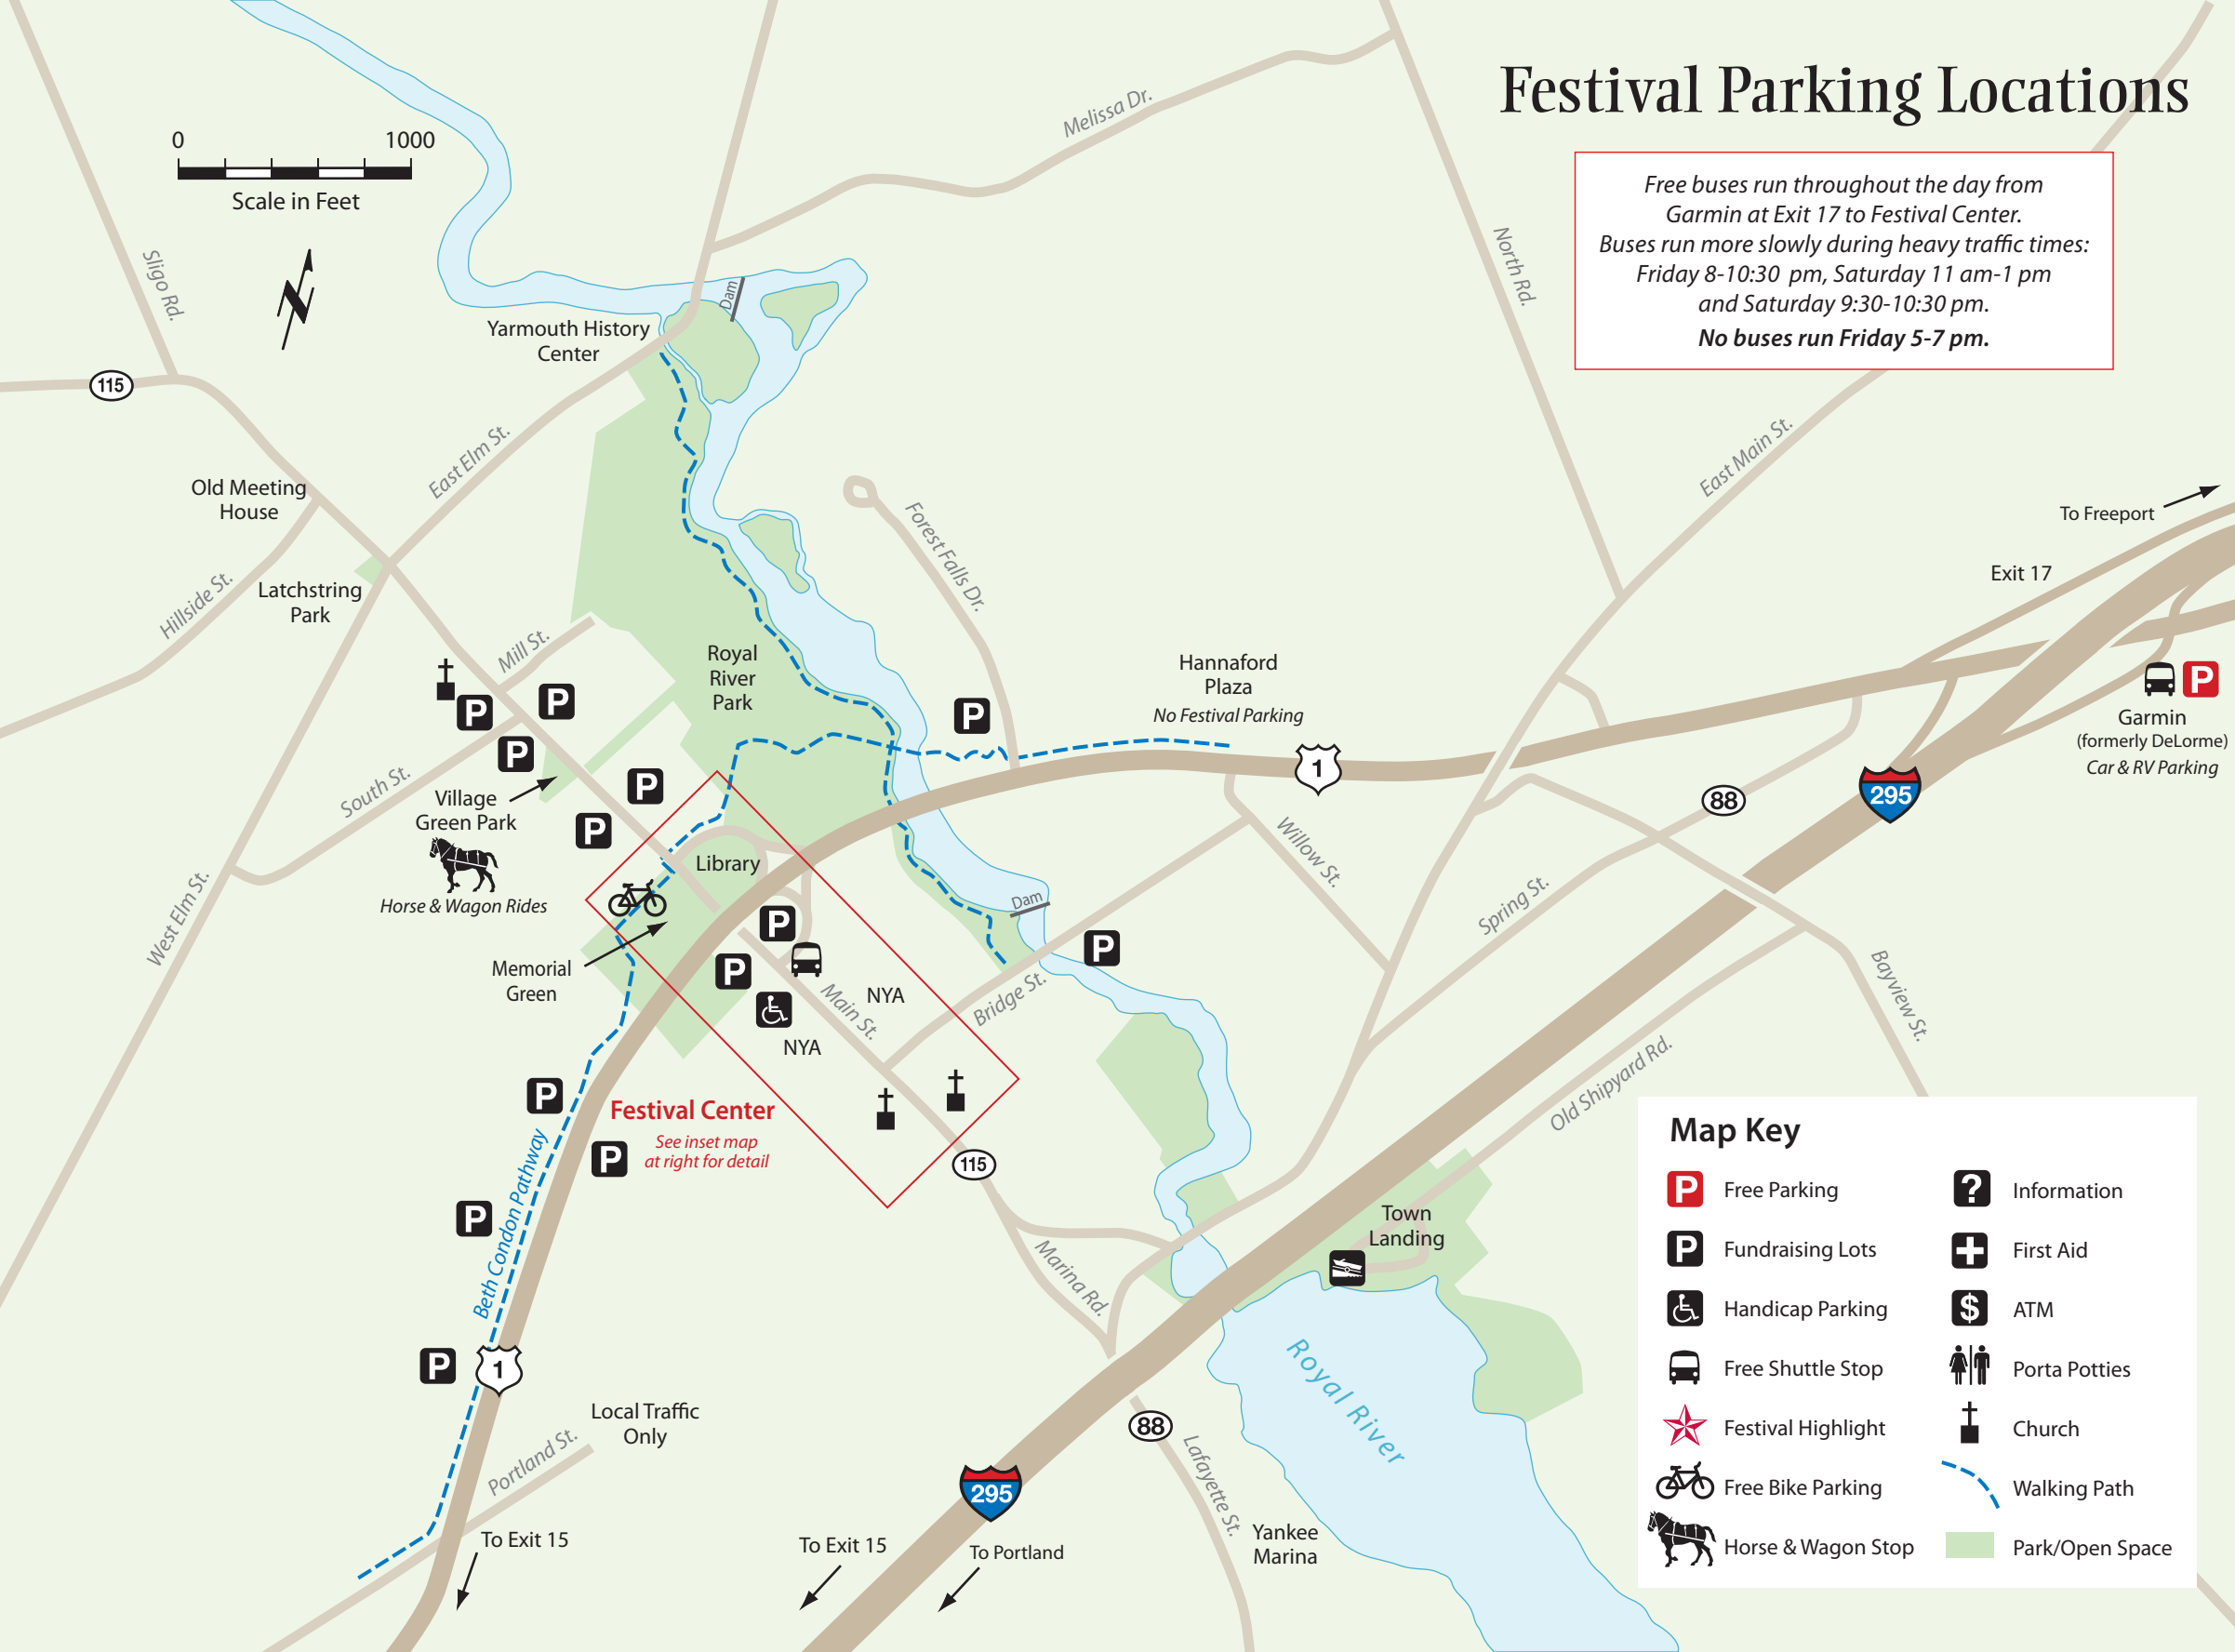 Festival Parking Locations
Free buses run throughout the day from
Garmin at Exit 17 to Festival Center.
Buses run more slowly during heavy traffic times:
Friday 8-10:30 pm, Saturday 11 am-1 pm
and Saturday 9:30-10:30 pm.
No buses run Friday 5-7 pm.
0 1000
Scale in Feet
N
Melissa Dr.
North Rd.
Sligo Rd.
Dam
Yarmouth History
Center
115
East Elm St.
East Main St.
Old Meeting
House
Forest Falls Dr.
To Freeport
Exit 17
Hillside St.
Latchstring
Park
Mill St.
Royal
River
Park
Hannaford
Plaza
No Festival Parking
P
P
P
P
P
Garmin
(formerly DeLorme)
Car & RV Parking
South St.
P
1
295
88
Village
Green Park
P
Horse & Wagon Rides
Library
Willow St.
West Elm St.
Spring St.
Dam
P
P
P
Memorial
Green
Main St.
NYA
NYA
Bridge St.
Bayview St.
Old Shipyard Rd.
P
Festival Center
See inset map
at right for detail
P
115
Beth Condon Pathway
P
Town
Landing
Marina Rd.
P
1
Royal River
Local Traffic
Only
Portland St.
88
Lafayette St.
295
To Exit 15
To Exit 15
To Portland
Yankee
Marina
Map Key
P Free Parking
P Fundraising Lots
Handicap Parking
Free Shuttle Stop
Festival Highlight
Free Bike Parking
Horse & Wagon Stop
? Information
First Aid
$ ATM
Porta Potties
Church
Walking Path
Park/Open Space